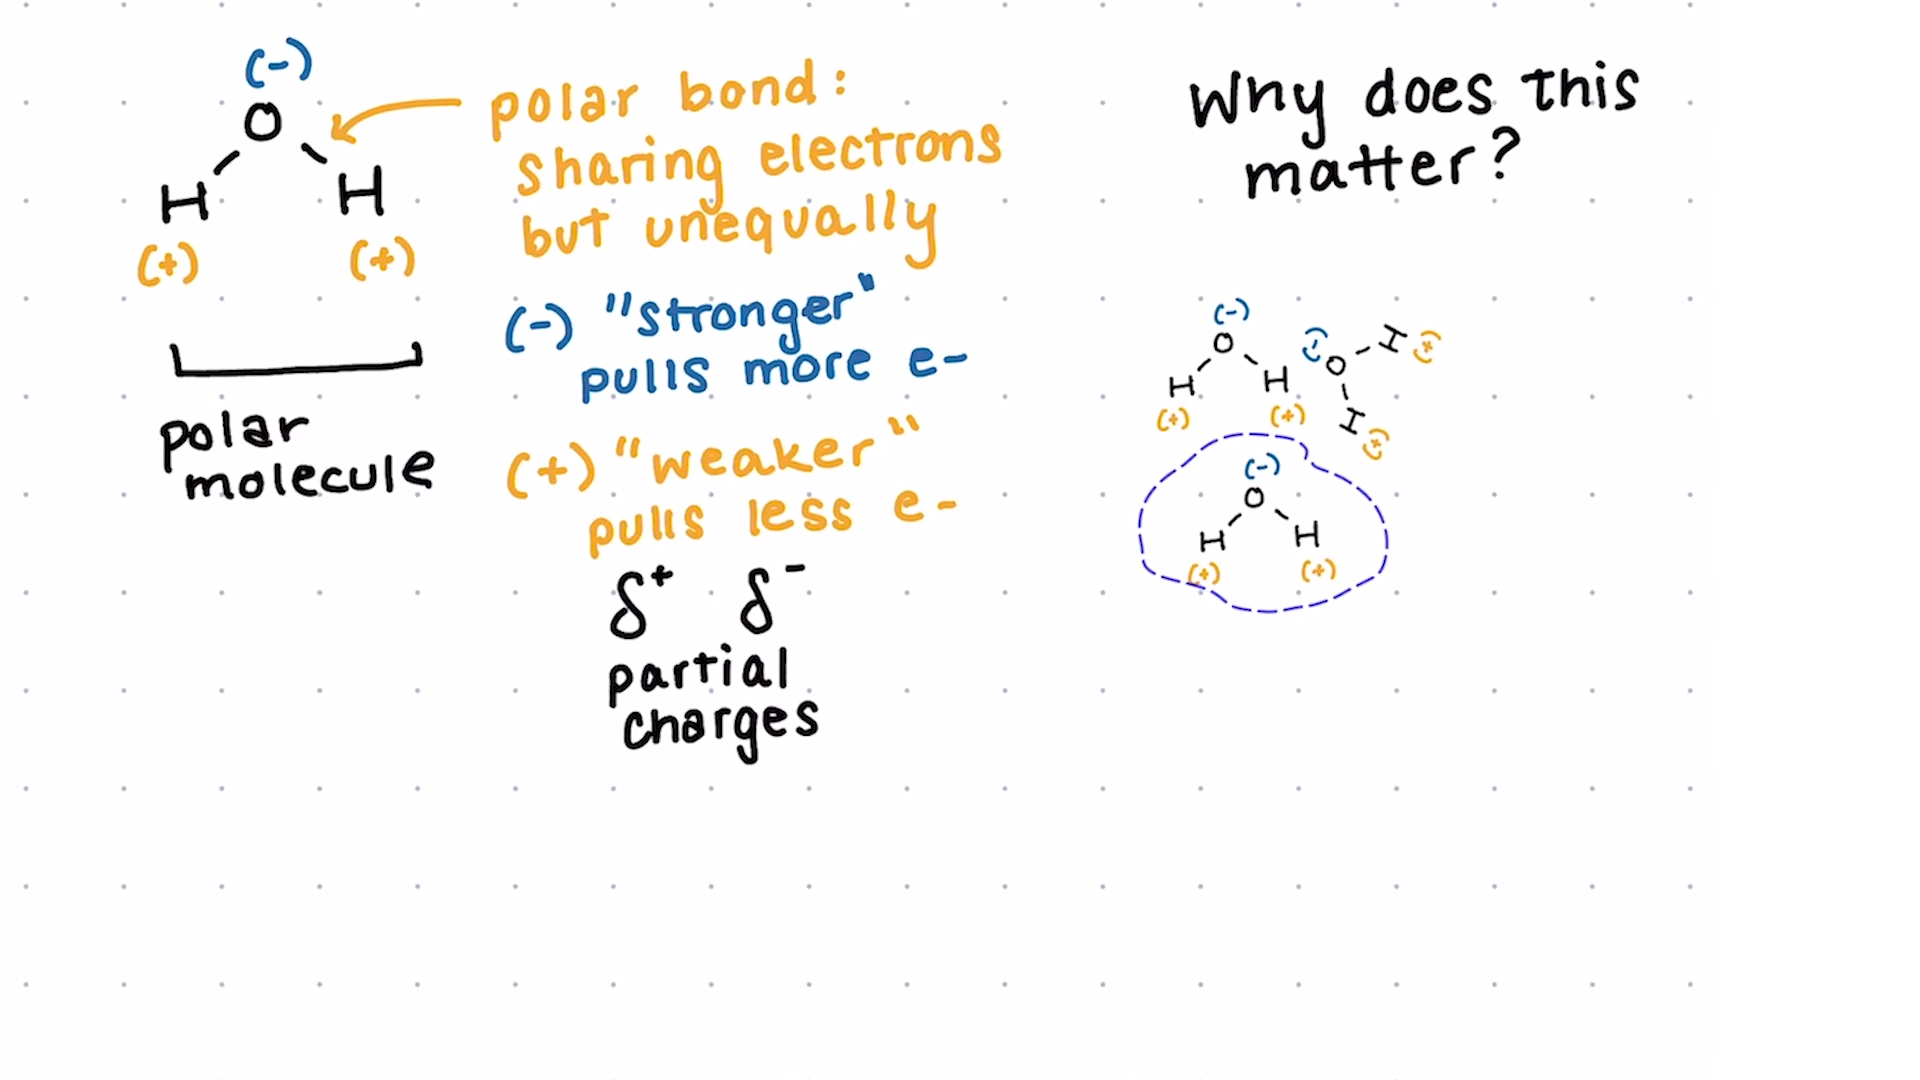 (-)
O
H H
(+) (+)
polar
molecule
polar bond:
sharing electrons
but unequally
(-) "stronger"
pulls more e-
(+) "weaker"
pulls less e-
δ+ δ-
partial
charges
Why does this
matter?
(-)
O
H H
(+) (+)
(-)
O H (+)
H
(+)
(-)
O
H H
(+) (+)